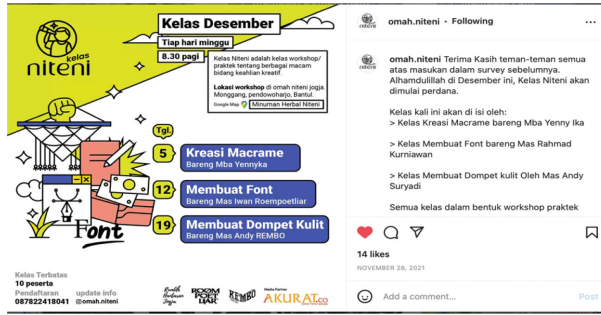 kelas
niteni
Kelas Desember
Tiap hari minggu
8.30 pagi
Kelas Niteni adalah kelas workshop/
praktek tentang berbagai macam
bidang keahlian kreatif.
Lokasi workshop di omah niteni jogja.
Monggang, pendowoharjo, Bantul.
Google Map Minuman Herbal Niteni
Tgl.
5 Kreasi Macrame
Bareng Mba Yennyka
12 Membuat Font
Bareng Mas Iwan Roempoetliar
19 Membuat Dompet Kulit
Bareng Mas Andy REMBO
Font
Kelas Terbatas
10 peserta
Pendaftaran
087822418041
update info
@omah.niteni
ROOM
POET
LIAR
REMBO
Media Partner
AKURAT.co
omah.niteni • Following
omah.niteni Terima Kasih teman-teman semua
atas masukan dalam survey sebelumnya.
Alhamdulillah di Desember ini, Kelas Niteni akan
dimulai perdana.
Kelas kali ini akan di isi oleh:
> Kelas Kreasi Macrame bareng Mba Yenny Ika
> Kelas Membuat Font bareng Mas Rahmad
Kurniawan
> Kelas Membuat Dompet kulit Oleh Mas Andy
Suryadi
Semua kelas dalam bentuk workshop praktek
14 likes
NOVEMBER 28, 2021
Add a comment...
Post